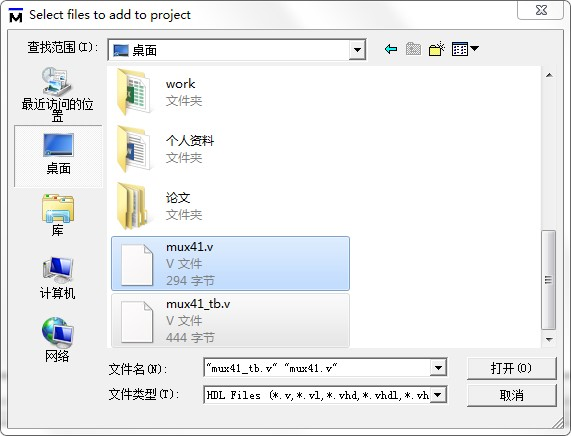 Select files to add to project
查找范围(I):
桌面
最近访问的位
置
桌面
库
计算机
网络
work
文件夹
个人资料
文件夹
论文
文件夹
mux41.v
V 文件
294 字节
mux41_tb.v
V 文件
444 字节
文件名(N):
"mux41_tb.v" "mux41.v"
打开(O)
文件类型(T):
HDL Files (*.v,*.vl,*.vhd,*.vhdl,*.vh
取消